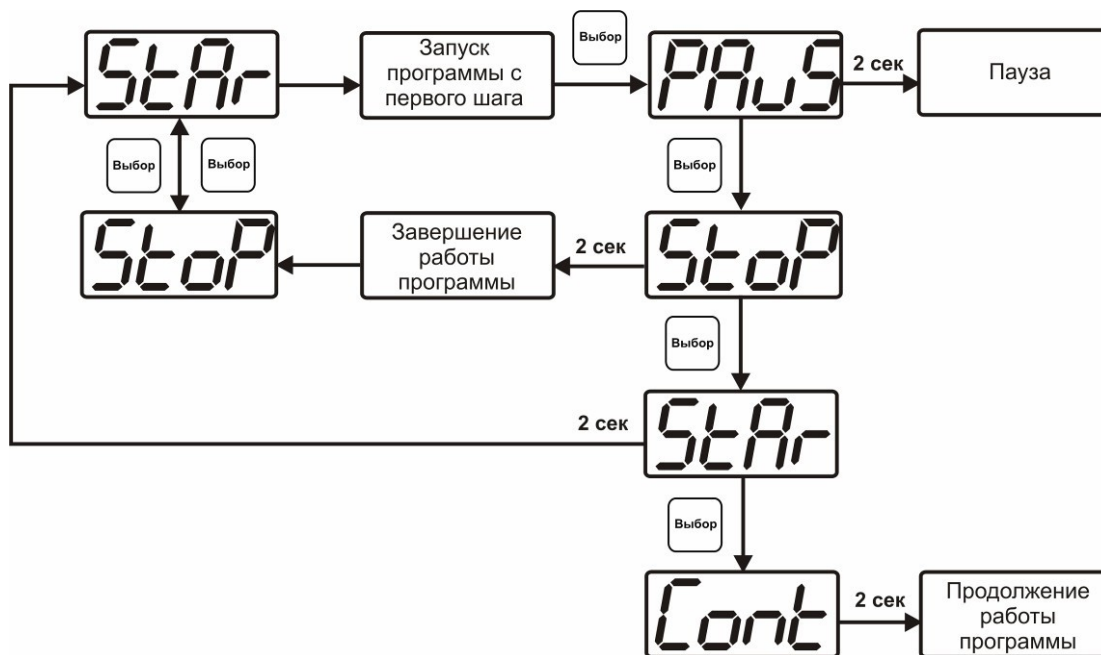 StAr
Запуск
программы с
первого шага
Выбор
PAuS
2 сек
Пауза
Выбор
Выбор
Выбор
StoP
Завершение
работы
программы
2 сек
StoP
Выбор
2 сек
StAr
Выбор
Cont
2 сек
Продолжение
работы
программы